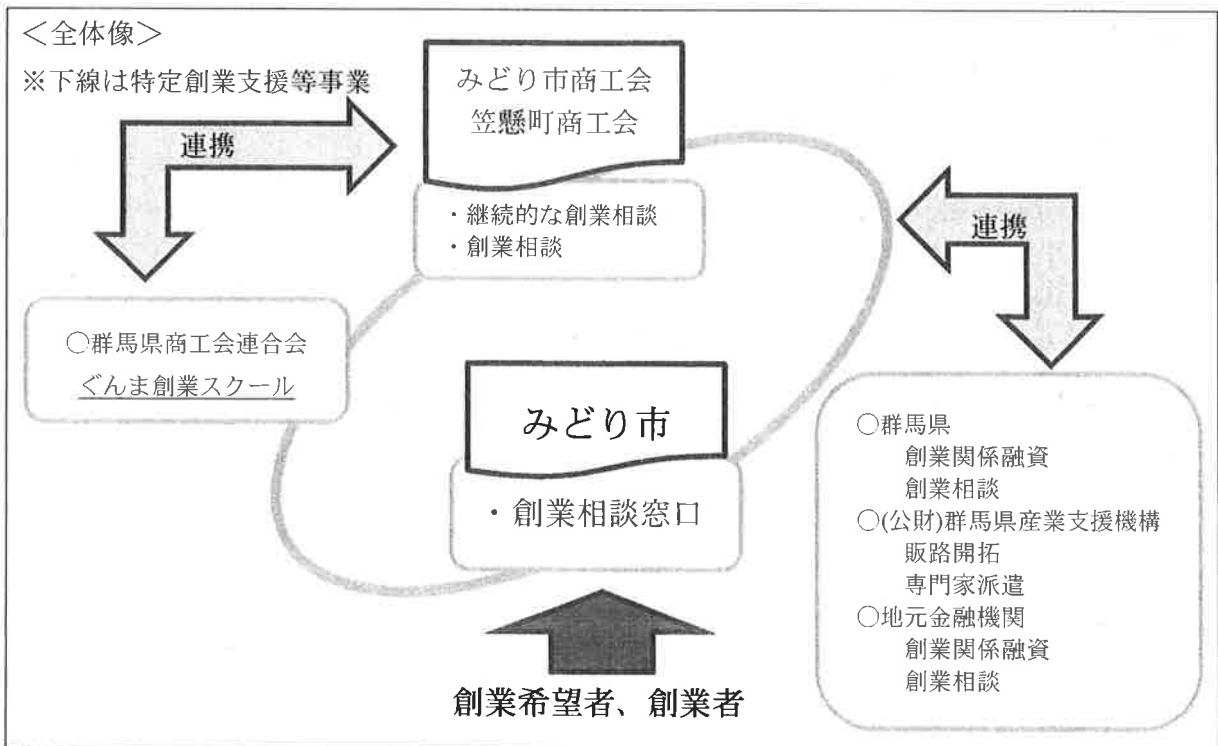 ＜全体像＞
※下線は特定創業支援等事業
みどり市商工会
笠懸町商工会
連携
・継続的な創業相談
・創業相談
連携
○群馬県商工会連合会
ぐんま創業スクール
みどり市
・創業相談窓口
○群馬県
創業関係融資
創業相談
○(公財)群馬県産業支援機構
販路開拓
専門家派遣
○地元金融機関
創業関係融資
創業相談
創業希望者、創業者